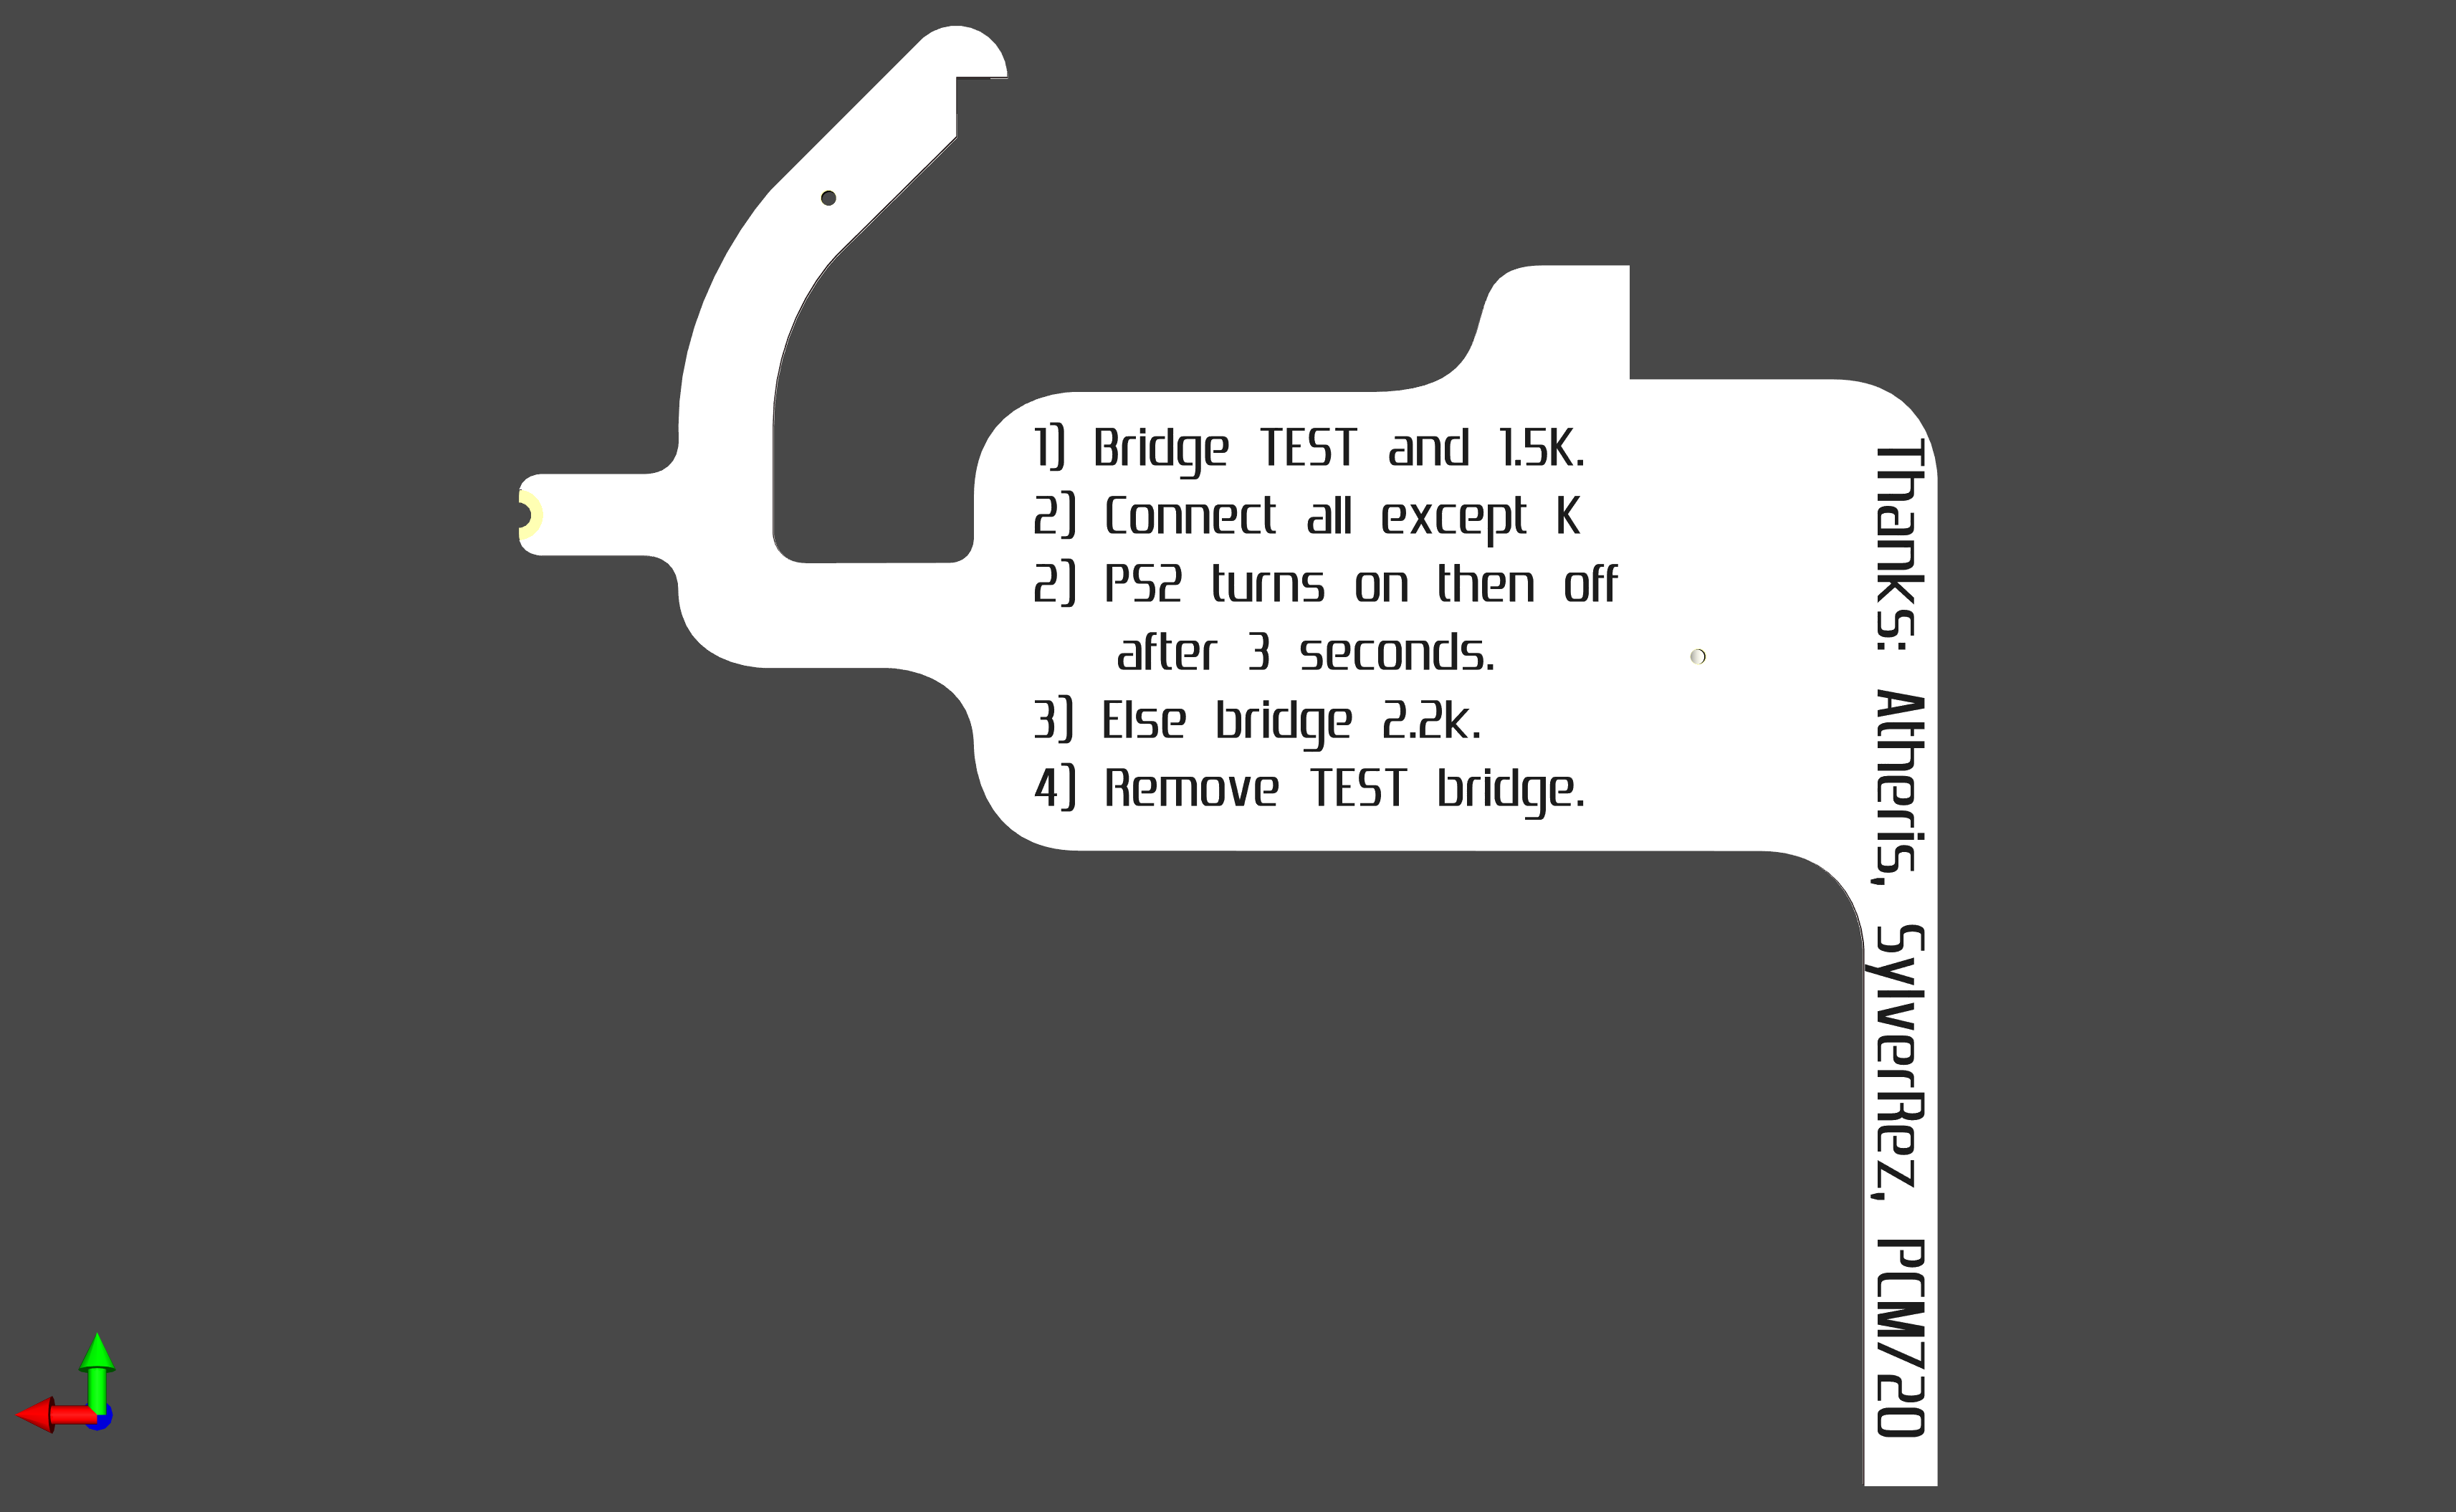 1) Bridge TEST and 1.5K.
2) Connect all except K
2) PS2 turns on then off
after 3 seconds.
3) Else bridge 2.2K.
4) Remove TEST bridge.
Thanks: Atheris, SylverRez, PCM720